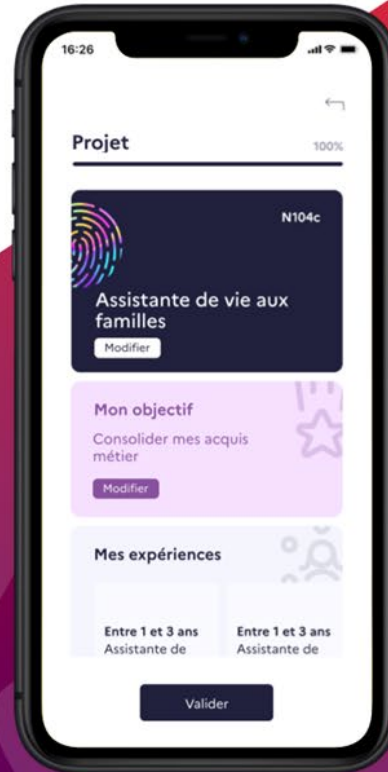 16:26
Projet
100%
N104c
Assistante de vie aux
familles
Modifier
Mon objectif
Consolider mes acquis
métier
Modifier
Mes expériences
Entre 1 et 3 ans
Assistante de
Entre 1 et 3 ans
Assistante de
Valider